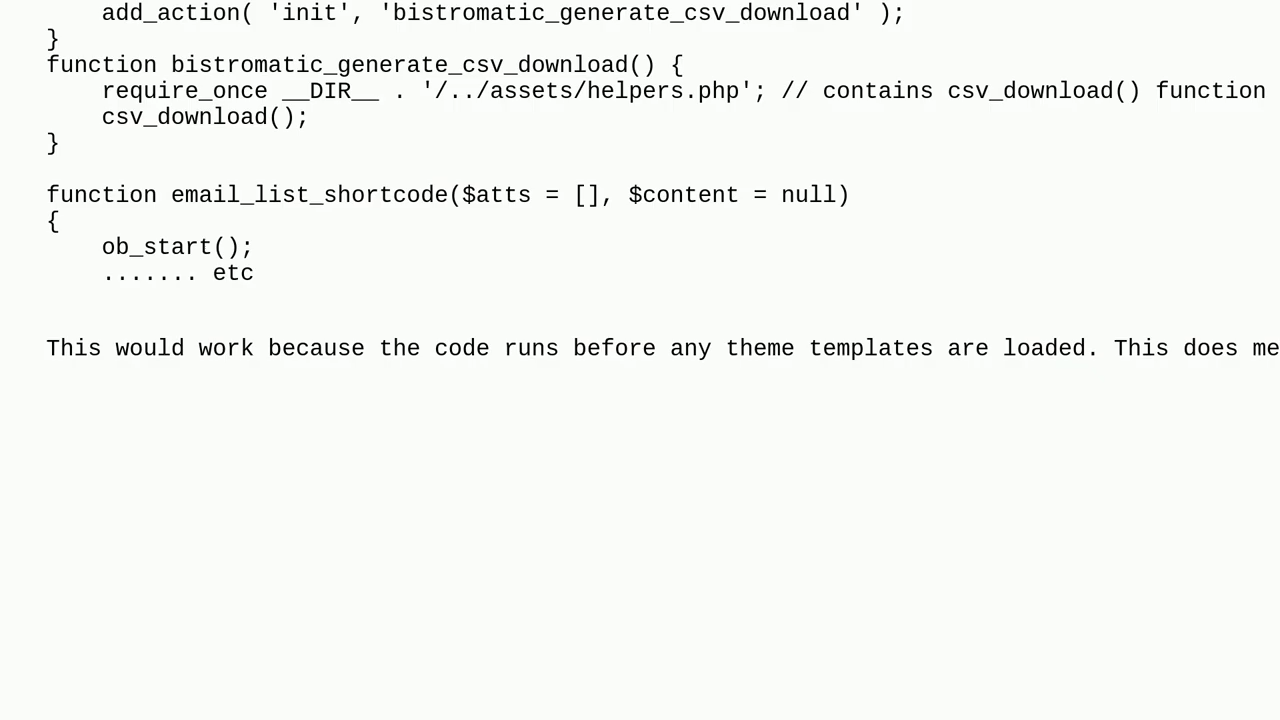 add_action( 'init', 'bistromatic_generate_csv_download' );
}
function bistromatic_generate_csv_download() {
require_once __DIR__ . '/../assets/helpers.php'; // contains csv_download() function
csv_download();
}
function email_list_shortcode($atts = [], $content = null)
{
ob_start();
....... etc
This would work because the code runs before any theme templates are loaded. This does me